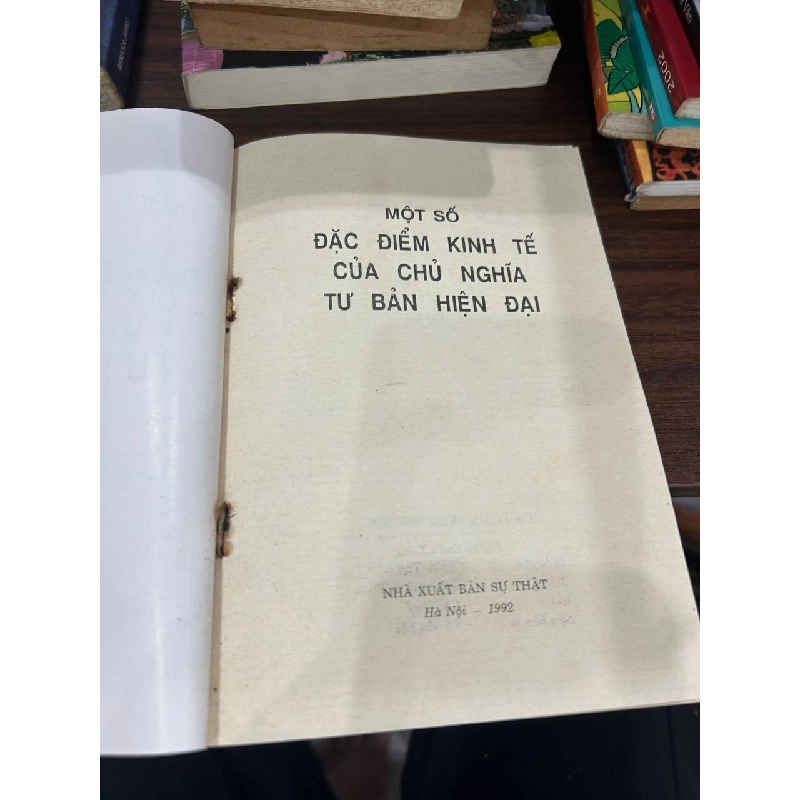 MỘT SỐ
ĐẶC ĐIỂM KINH TẾ
CỦA CHỦ NGHĨA
TƯ BẢN HIỆN ĐẠI
NHÀ XUẤT BẢN SỰ THẬT
Hà Nội – 1992
2002